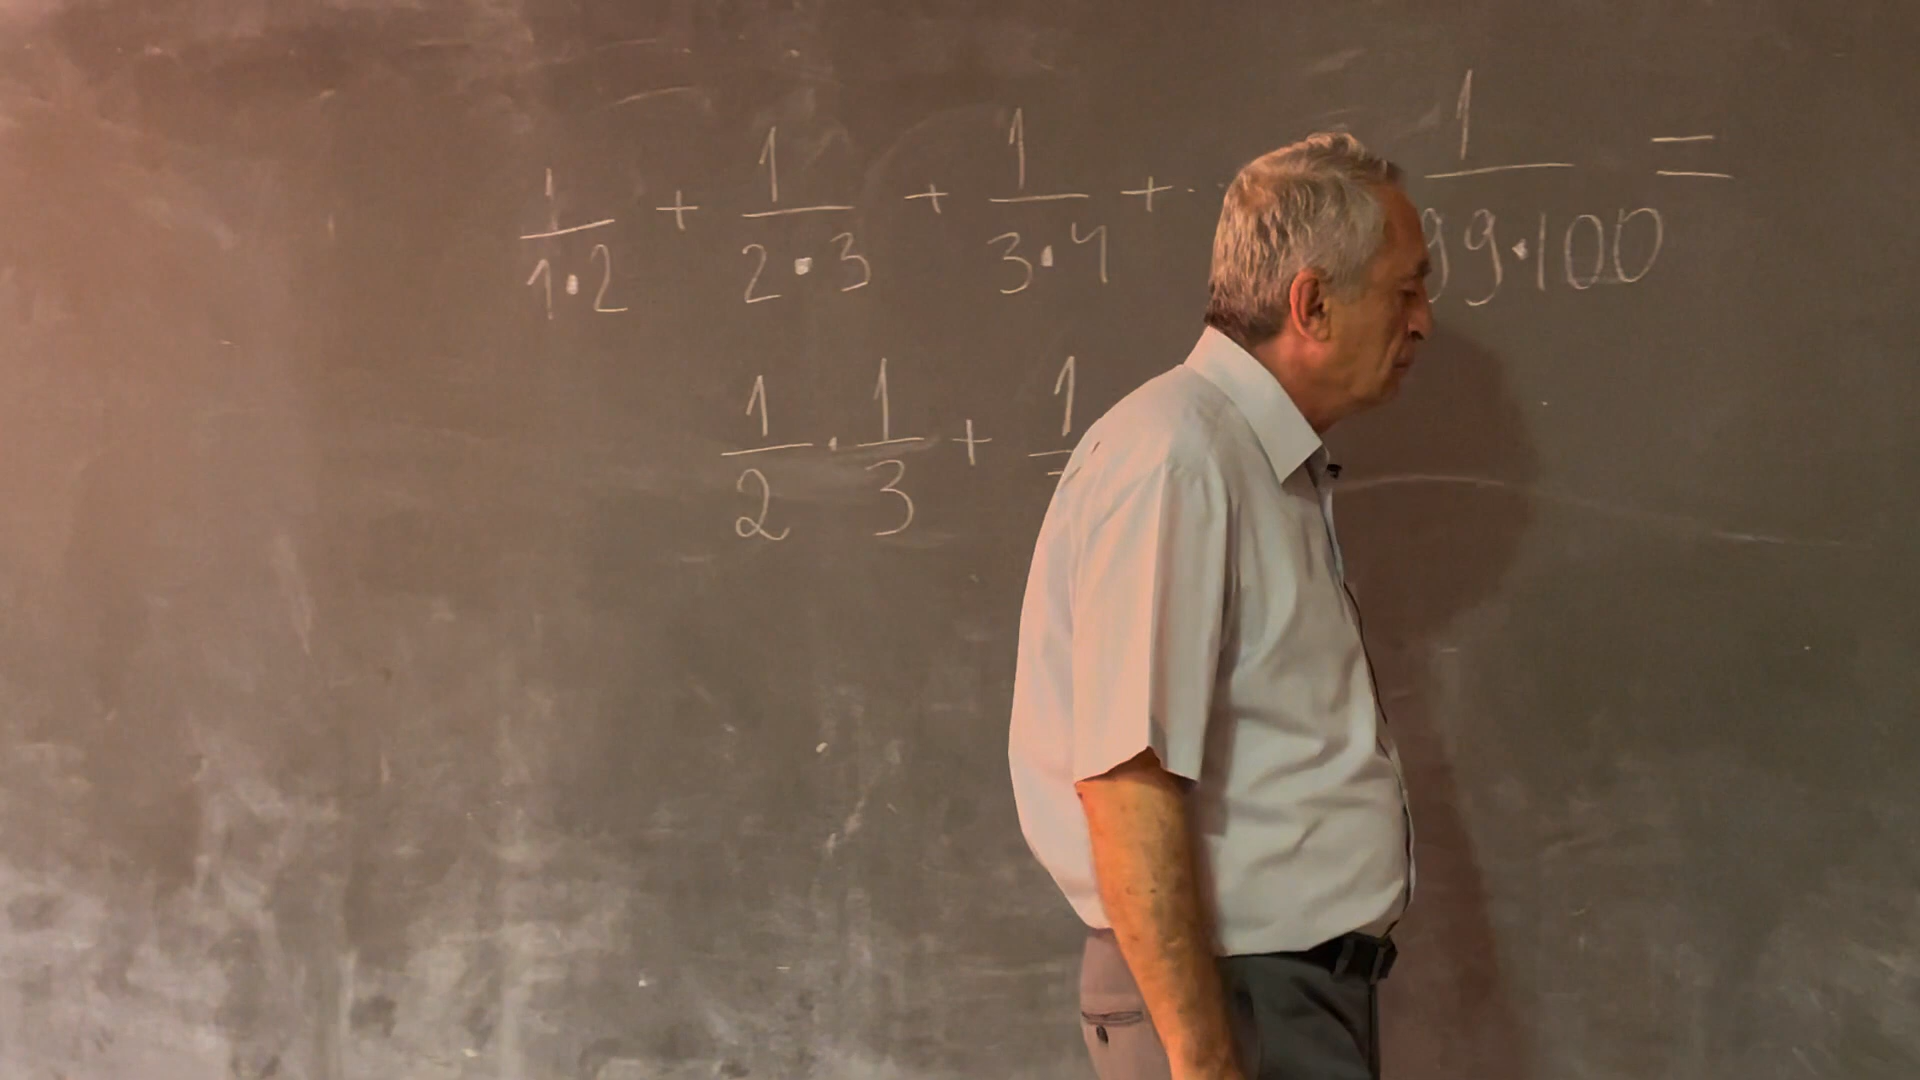 1/1·2 + 1/2·3 + 1/3·4 + ·· 1/99·100 =
1/2 · 1/3 + 1